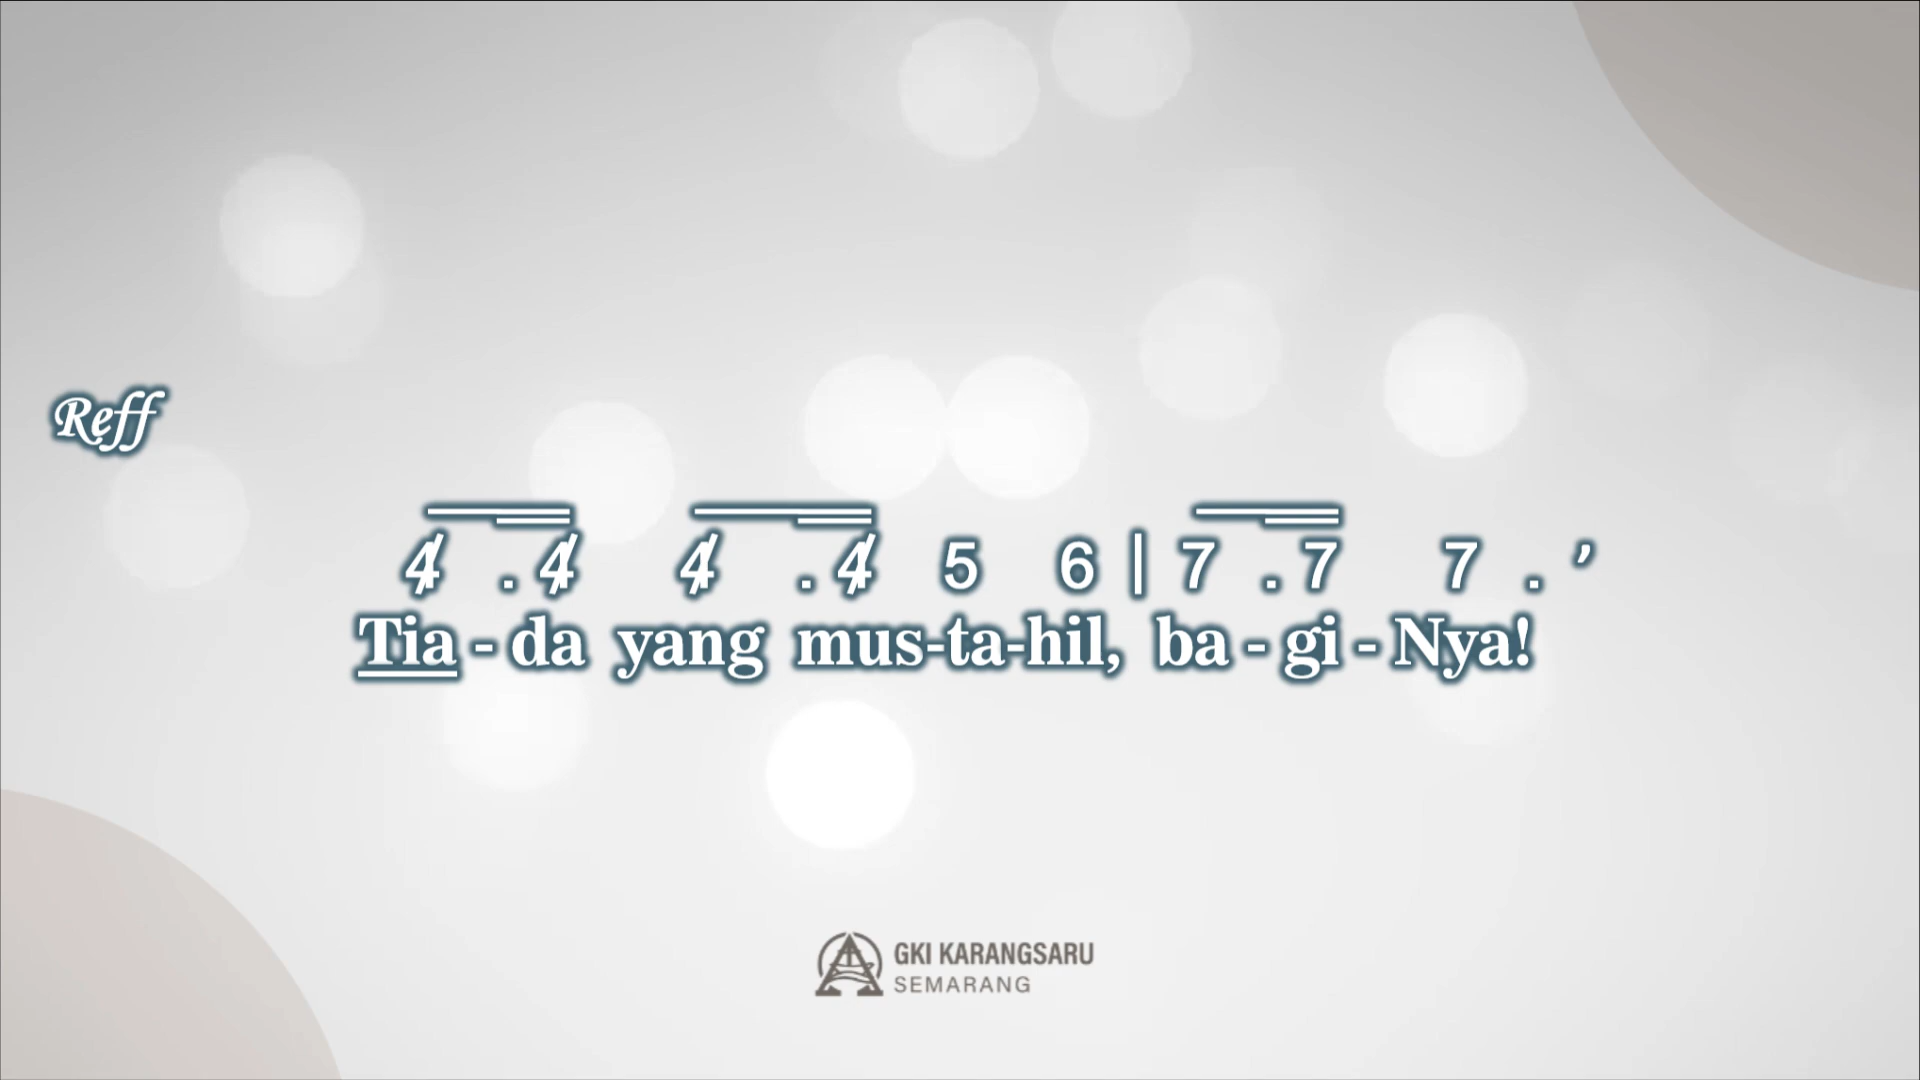 Reff
4̸ . 4̸ 4̸ . 4̸ 5 6 | 7 . 7 7 . ’
Tia - da yang mus-ta-hil, ba - gi - Nya!
GKI KARANGSARU
SEMARANG